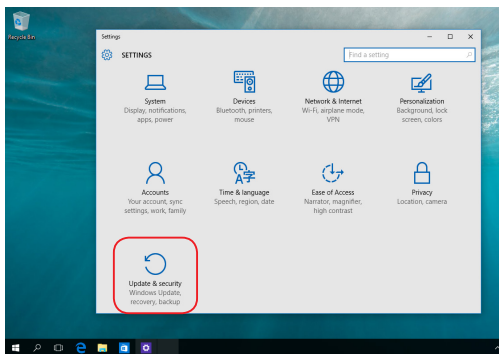 Recycle Bin
Settings
SETTINGS
Find a setting
System
Display, notifications,
apps, power
Devices
Bluetooth, printers,
mouse
Network & Internet
Wi-Fi, airplane mode,
VPN
Personalization
Background, lock
screen, colors
Accounts
Your account, sync
settings, work, family
Time & language
Speech, region, date
Ease of Access
Narrator, magnifier,
high contrast
Privacy
Location, camera
Update & security
Windows Update,
recovery, backup